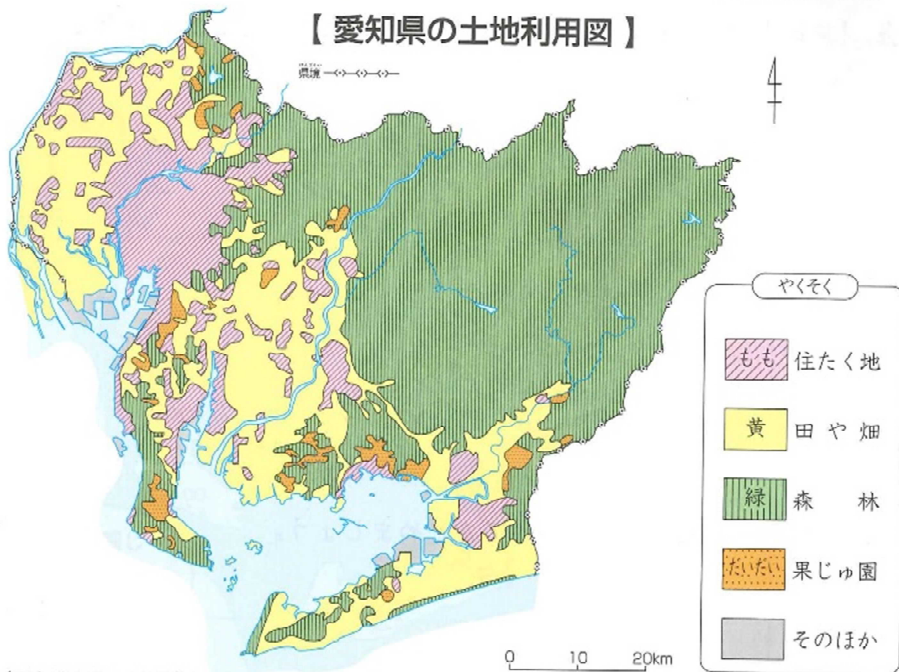 【 愛知県の土地利用図 】
県境
やくそく
もも 住たく地
黄 田や畑
緑 森 林
だいだい 果じゅ園
そのほか
0 10 20km